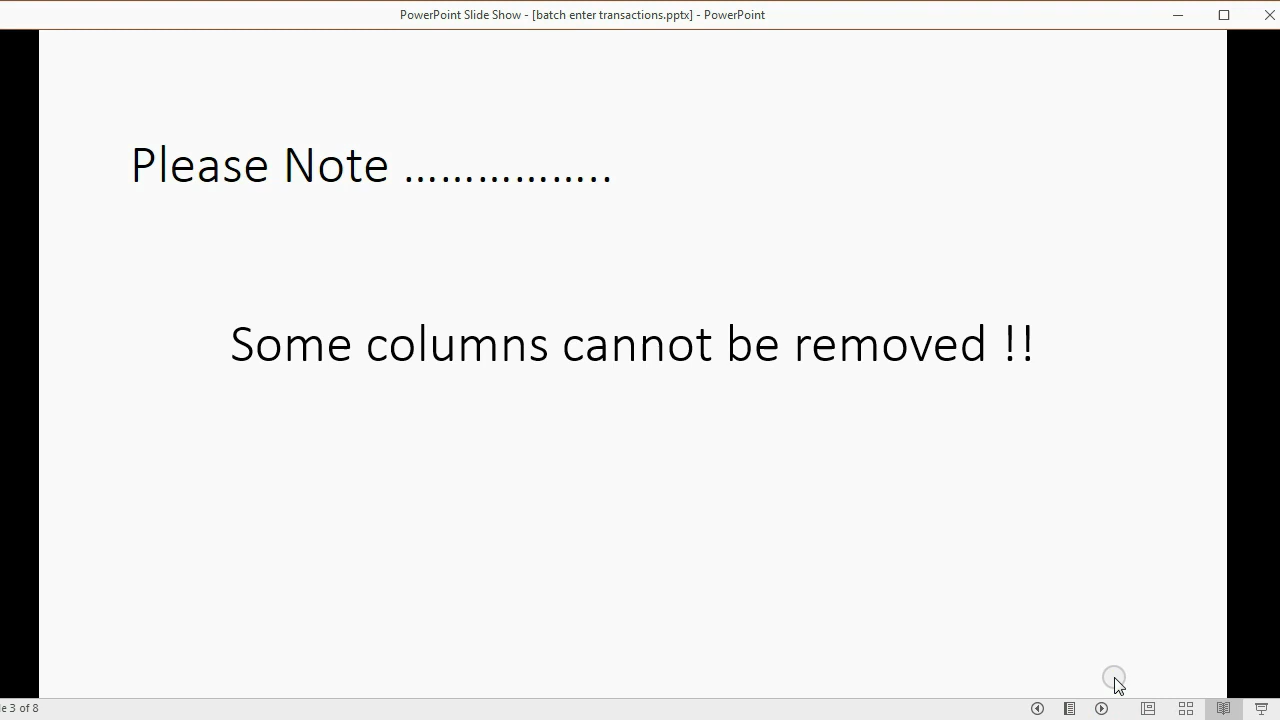 PowerPoint Slide Show - [batch enter transactions.pptx] - PowerPoint
Please Note ……………..
Some columns cannot be removed !!
3 of 8